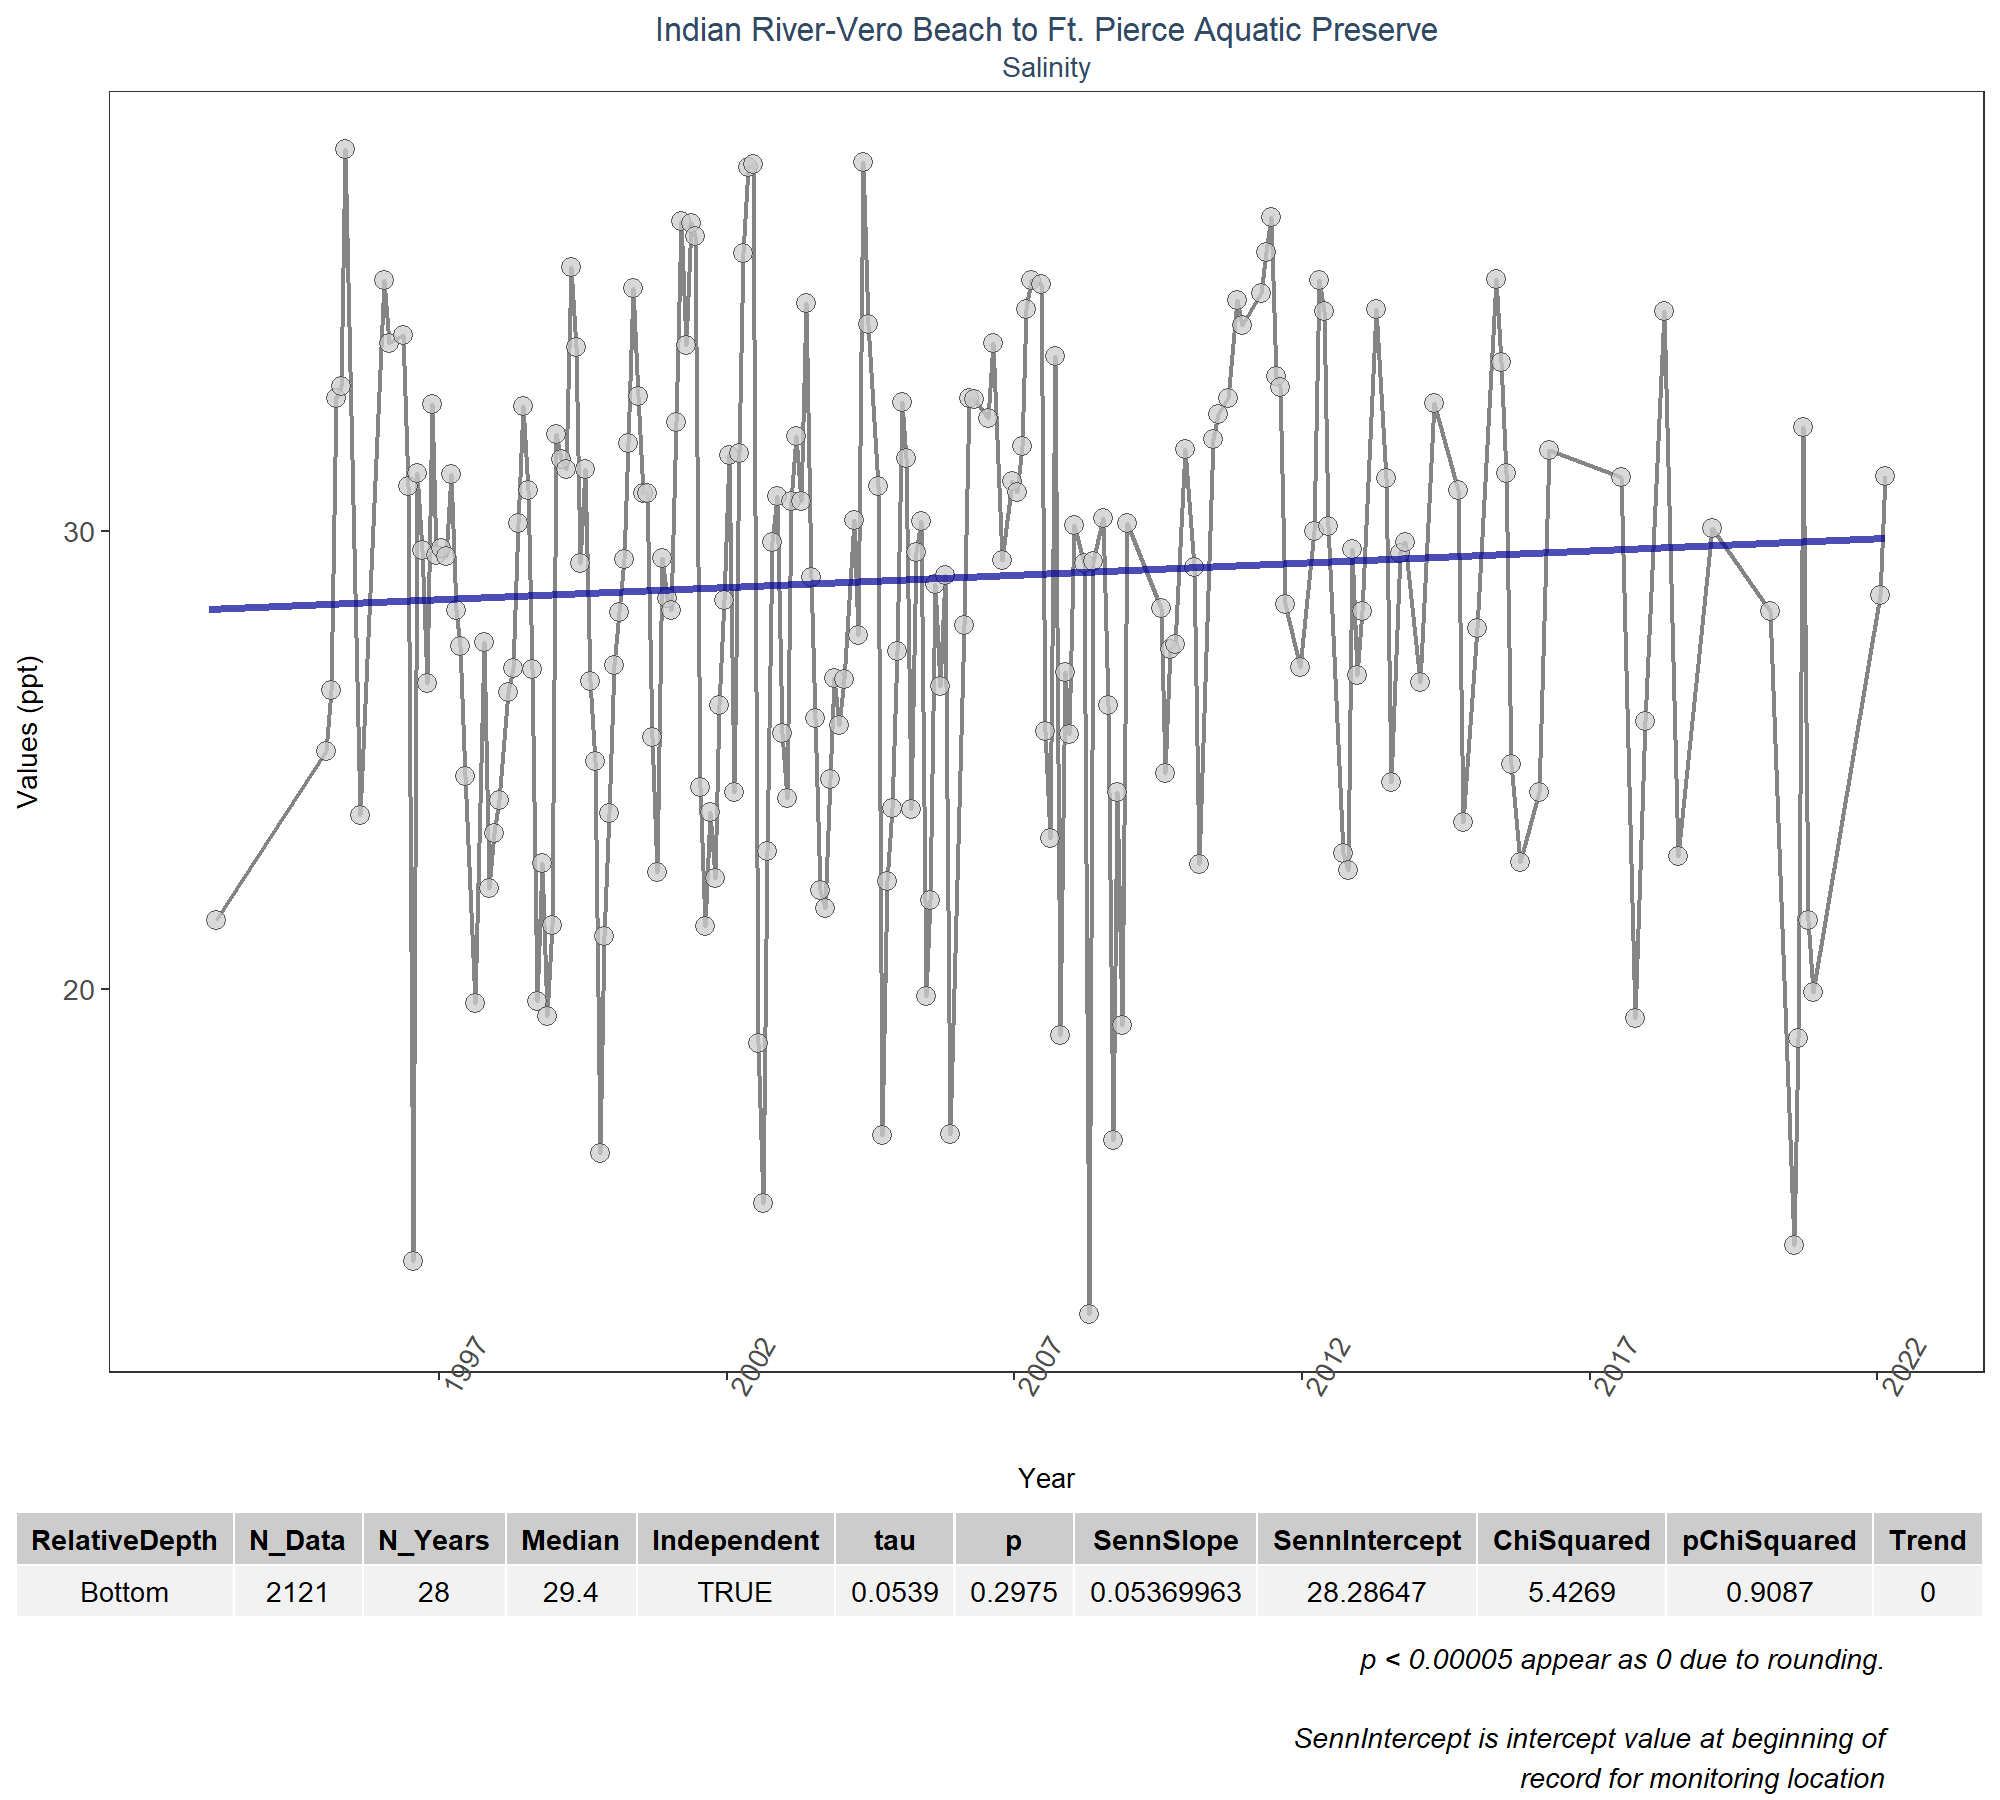 Indian River-Vero Beach to Ft. Pierce Aquatic Preserve
Salinity
Values (ppt)
30
20
1997 2002 2007 2012 2017 2022
Year
RelativeDepth N_Data N_Years Median Independent tau p SennSlope SennIntercept ChiSquared pChiSquared Trend
Bottom 2121 28 29.4 TRUE 0.0539 0.2975 0.05369963 28.28647 5.4269 0.9087 0
p < 0.00005 appear as 0 due to rounding.
SennIntercept is intercept value at beginning of
record for monitoring location